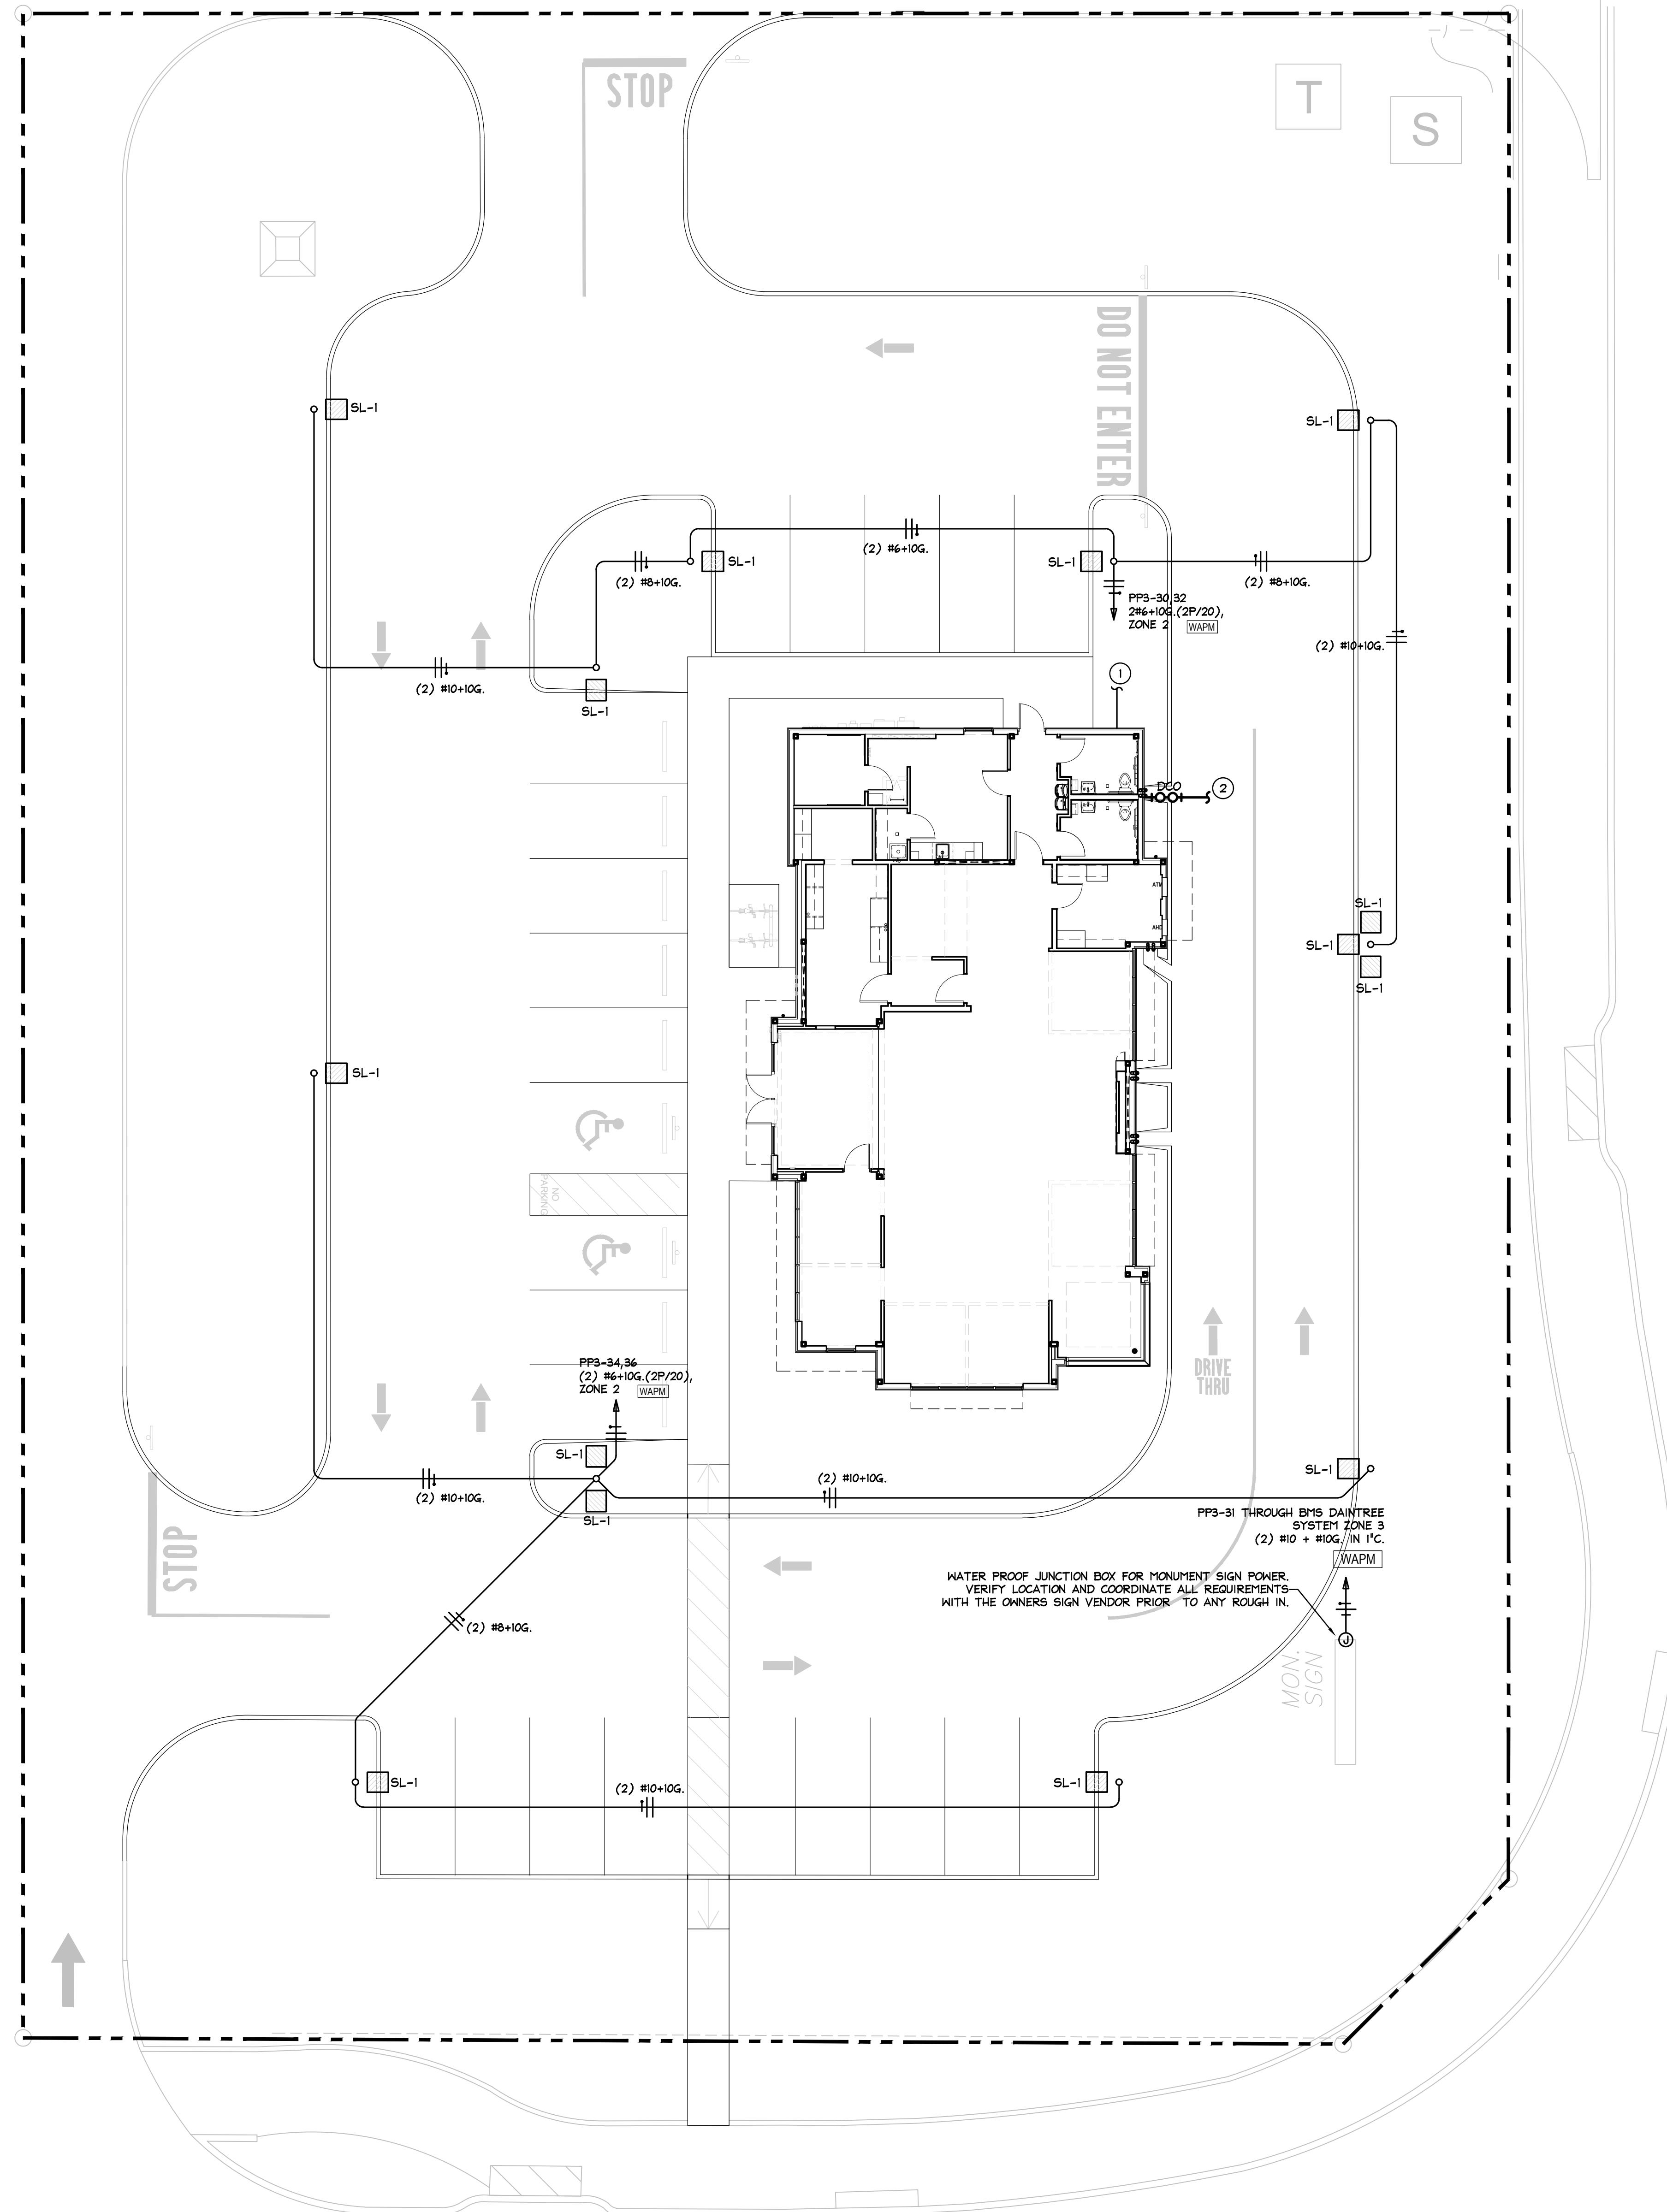 STOP
T
S
DO NOT ENTER
SL-1
SL-1
(2) #6+10G.
SL-1
SL-1
(2) #8+10G.
(2) #8+10G.
PP3-30,32
2#6+10G.(2P/20),
ZONE 2 WAPM
(2) #10+10G.
1
(2) #10+10G.
SL-1
DCO
2
ATM
SL-1
AHD
SL-1
SL-1
SL-1
NO
PARKING
PP3-34,36
(2) #6+10G.(2P/20),
ZONE 2 WAPM
DRIVE
THRU
SL-1
SL-1
(2) #10+10G.
(2) #10+10G.
SL-1
PP3-31 THROUGH BMS DAINTREE
SYSTEM ZONE 3
(2) #10 + #10G. IN 1"C.
WAPM
STOP
WATER PROOF JUNCTION BOX FOR MONUMENT SIGN POWER.
VERIFY LOCATION AND COORDINATE ALL REQUIREMENTS
WITH THE OWNERS SIGN VENDOR PRIOR TO ANY ROUGH IN.
(2) #8+10G.
J
MON.
SIGN
SL-1
(2) #10+10G.
SL-1